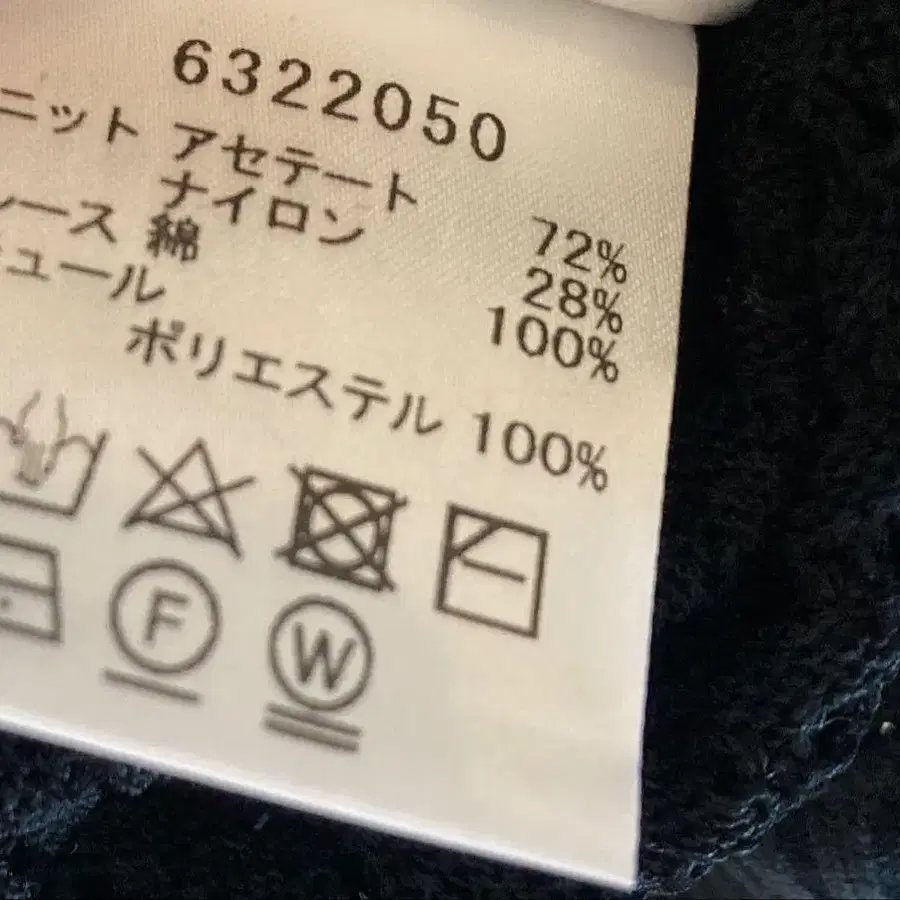 6322050
ニット アセテート 72%
ナイロン 28%
ース 綿 100%
ュール
ポリエステル 100%
F
W